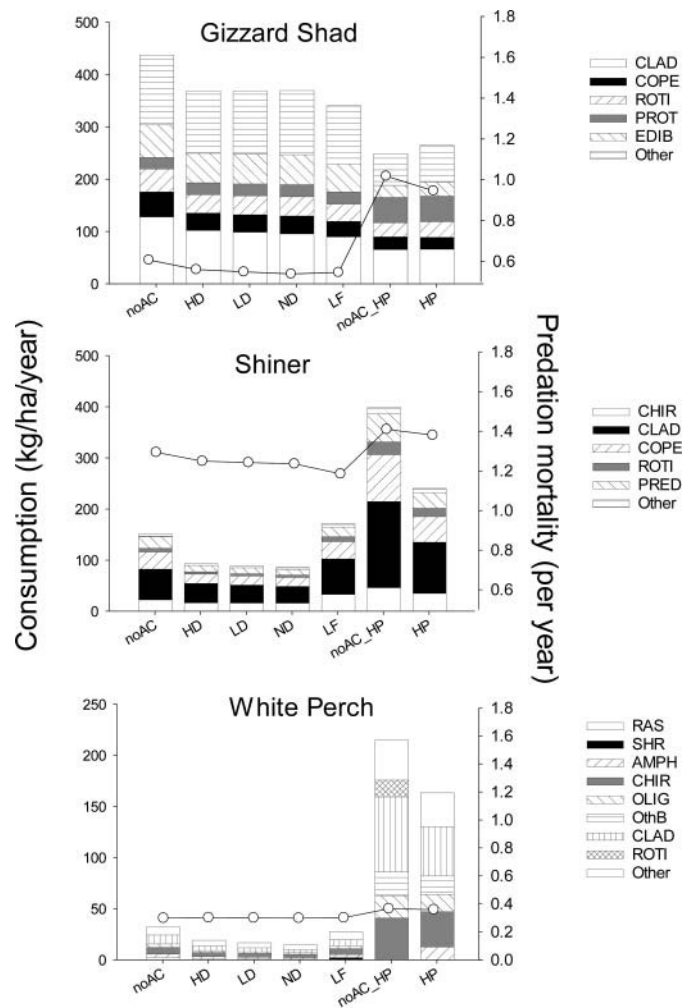 Gizzard Shad
500
400
300
200
100
0
1.8
1.6
1.4
1.2
1.0
0.8
0.6
noAC HD LD ND LF noAC_HP HP
CLAD
COPE
ROTI
PROT
EDIB
Other
Consumption (kg/ha/year)
Predation mortality (per year)
Shiner
500
400
300
200
100
0
1.8
1.6
1.4
1.2
1.0
0.8
0.6
noAC HD LD ND LF noAC_HP HP
CHIR
CLAD
COPE
ROTI
PRED
Other
White Perch
250
200
150
100
50
0
1.8
1.6
1.4
1.2
1.0
0.8
0.6
0.4
0.2
0.0
noAC HD LD ND LF noAC_HP HP
RAS
SHR
AMPH
CHIR
OLIG
OthB
CLAD
ROTI
Other